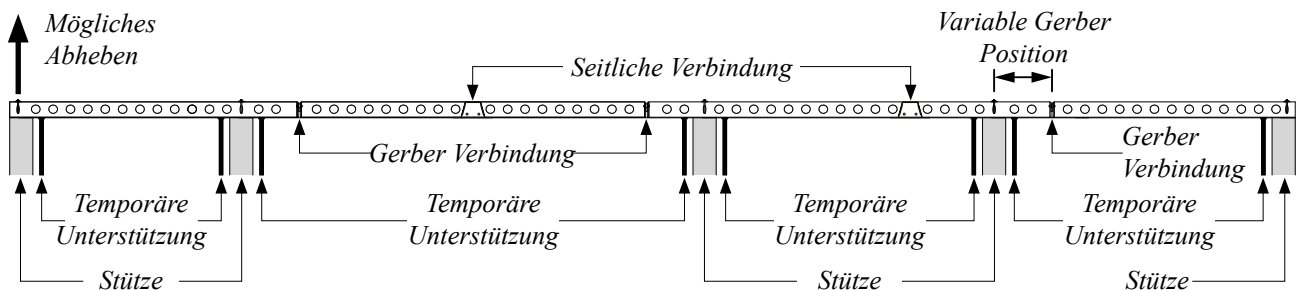 Mögliches
Abheben
Variable Gerber
Position
Seitliche Verbindung
Gerber Verbindung
Gerber
Verbindung
Temporäre
Unterstützung
Temporäre
Unterstützung
Temporäre
Unterstützung
Temporäre
Unterstützung
Stütze
Stütze
Stütze